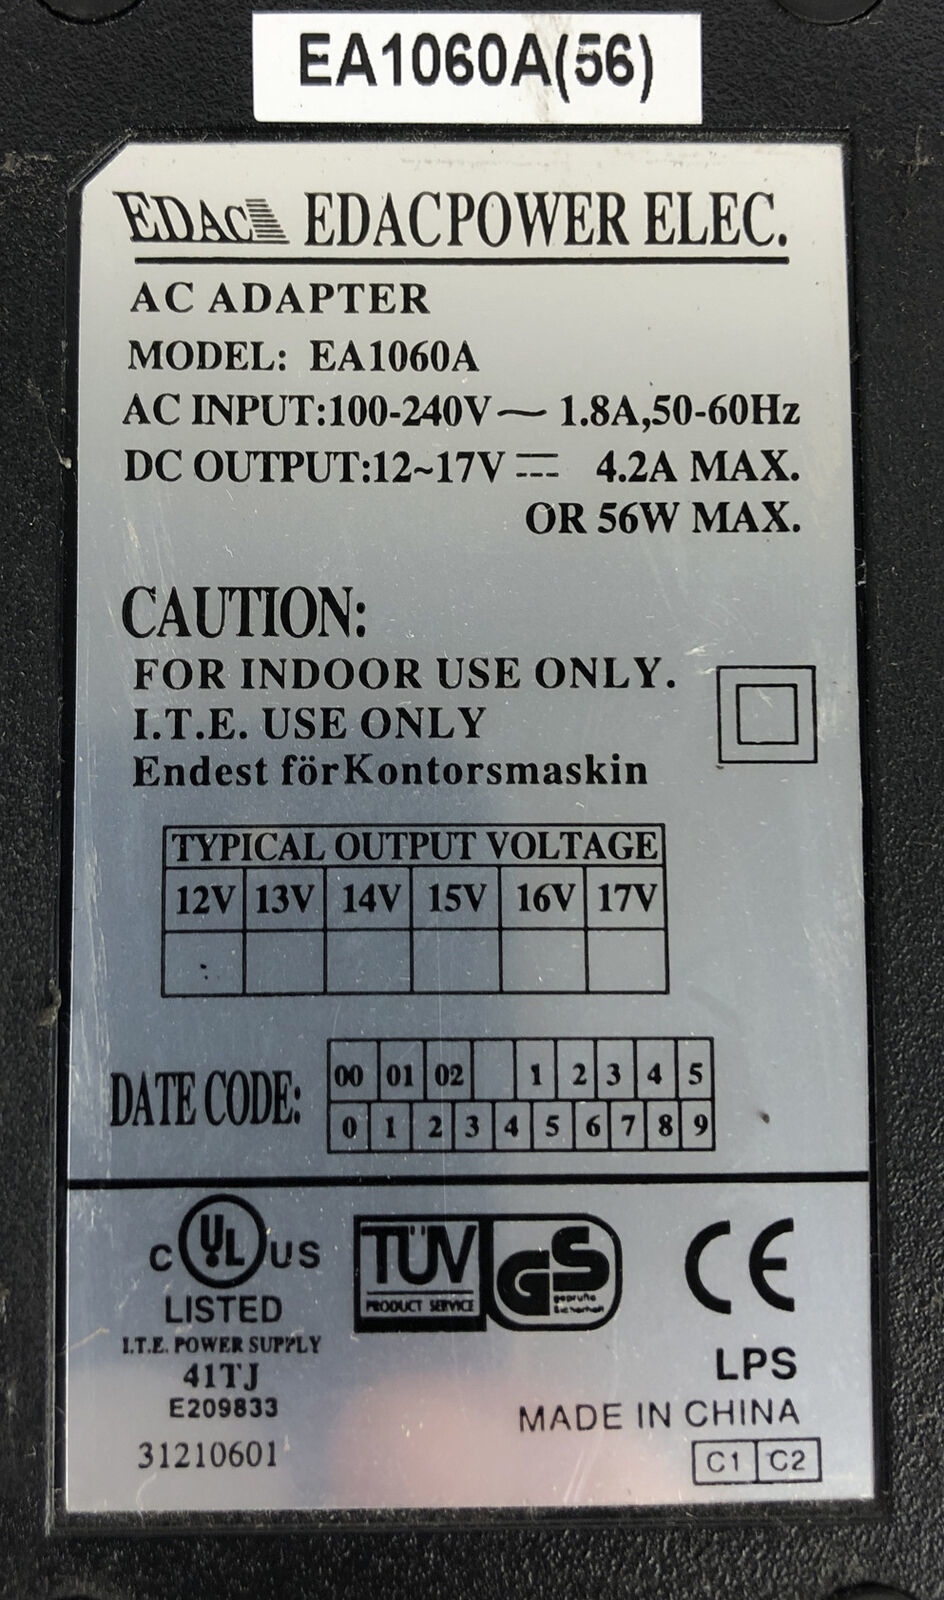 EA1060A(56)
EDAC EDACPOWER ELEC.
AC ADAPTER
MODEL: EA1060A
AC INPUT:100-240V~ 1.8A,50-60Hz
DC OUTPUT:12~17V⎓ 4.2A MAX.
OR 56W MAX.
CAUTION:
FOR INDOOR USE ONLY.
I.T.E. USE ONLY
Endest för Kontorsmaskin
TYPICAL OUTPUT VOLTAGE
12V 13V 14V 15V 16V 17V
DATE CODE:
00 01 02 1 2 3 4 5
0 1 2 3 4 5 6 7 8 9
C UL US
LISTED
I.T.E. POWER SUPPLY
41TJ
E209833
31210601
TÜV
PRODUCT SERVICE
GS
geprüfte
Sicherheit
CE
LPS
MADE IN CHINA
C1 C2